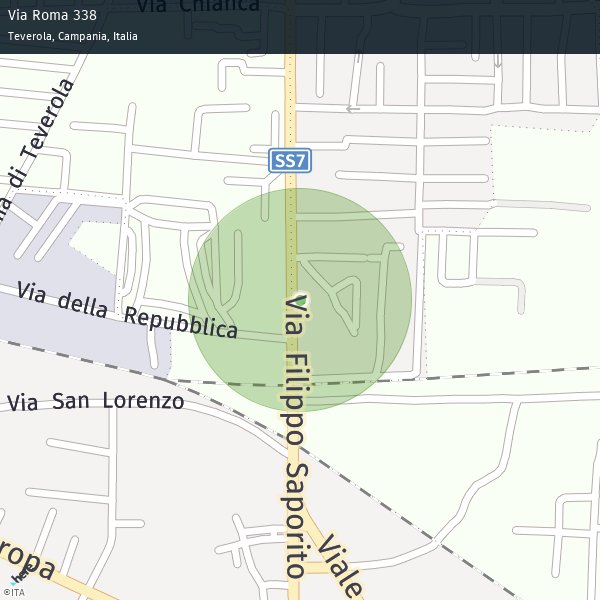 Via Roma 338
Teverola, Campania, Italia
Via Chianca
di Teverola
SS7
Via della Repubblica
Via Filippo Saporito
Via San Lorenzo
Viale
ropa
here
©ITA